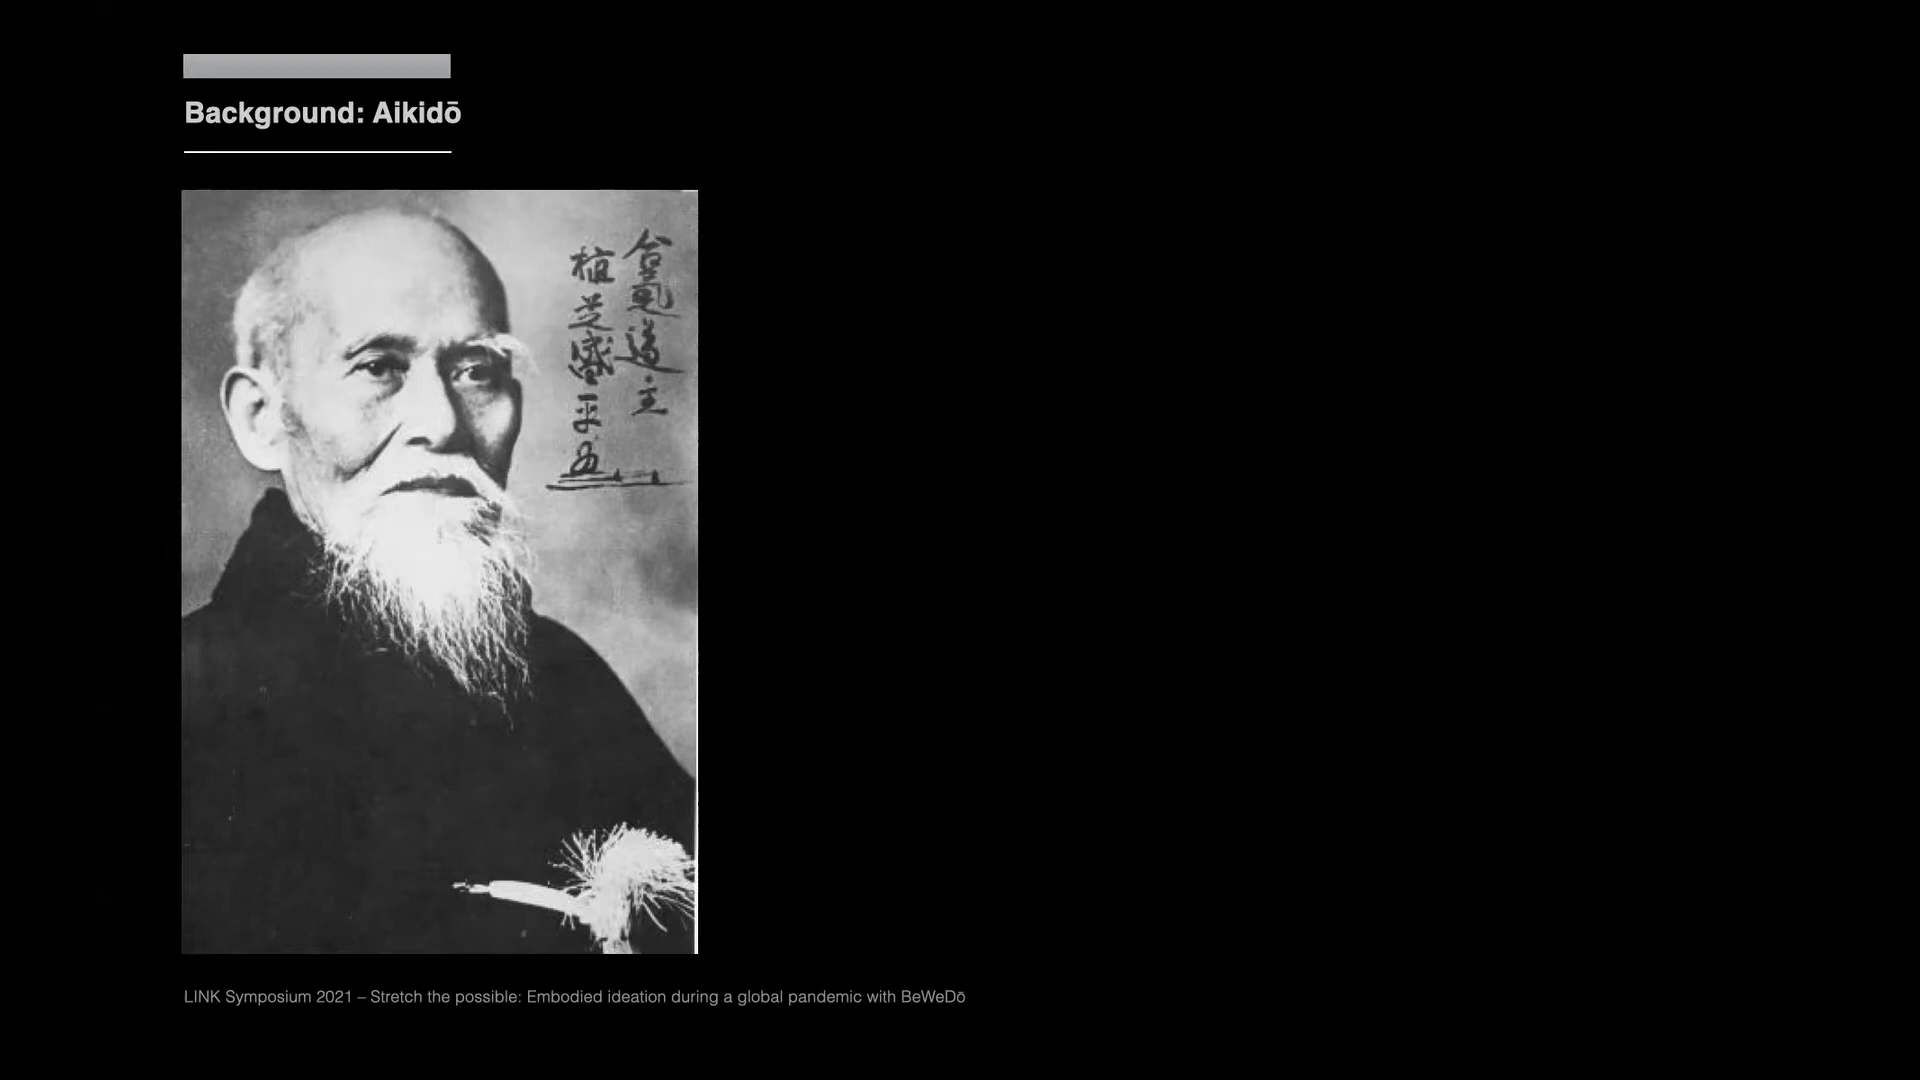 Background: Aikidō
合氣道主
植芝盛平
LINK Symposium 2021 – Stretch the possible: Embodied ideation during a global pandemic with BeWeDō